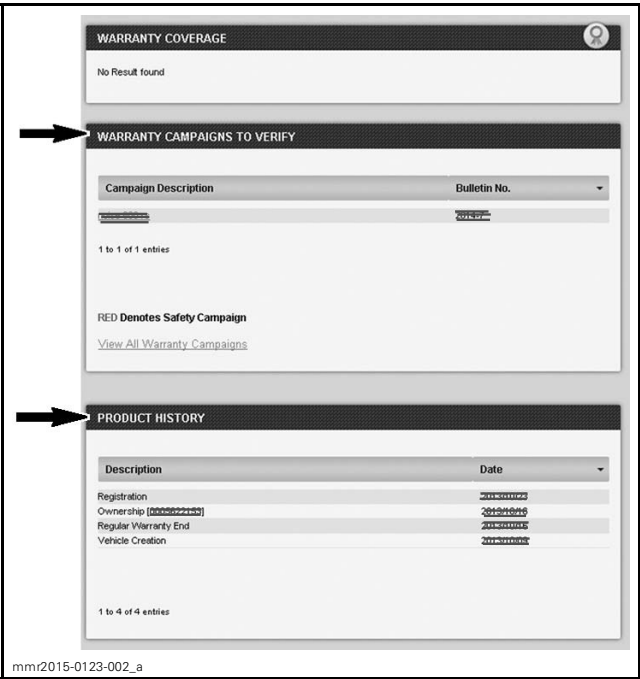 WARRANTY COVERAGE
No Result found
WARRANTY CAMPAIGNS TO VERIFY
Campaign Description Bulletin No.
1 to 1 of 1 entries
RED Denotes Safety Campaign
View All Warranty Campaigns
PRODUCT HISTORY
Description Date
Registration
Ownership
Regular Warranty End
Vehicle Creation
1 to 4 of 4 entries
mmr2015-0123-002_a